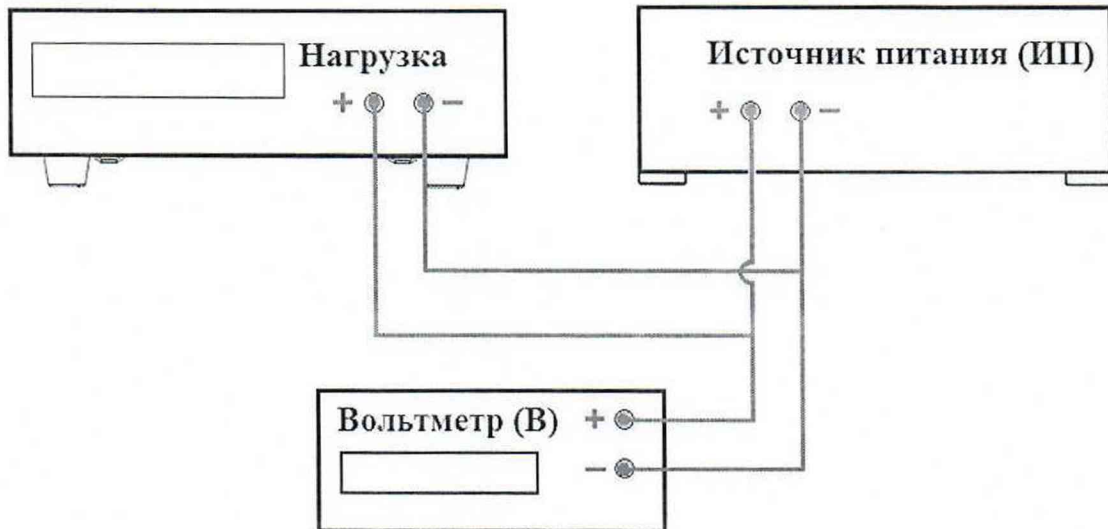 Нагрузка
+ −
Источник питания (ИП)
+ −
Вольтметр (В)
+
−